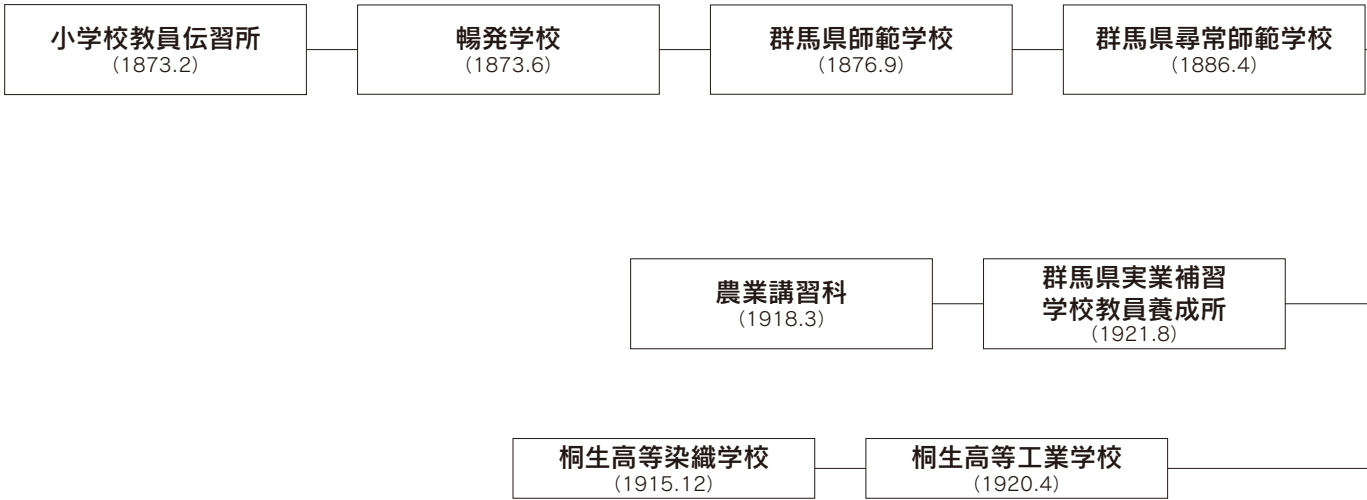 小学校教員伝習所
（1873.2）
暢発学校
（1873.6）
群馬県師範学校
（1876.9）
群馬県尋常師範学校
（1886.4）
農業講習科
（1918.3）
群馬県実業補習
学校教員養成所
（1921.8）
桐生高等染織学校
（1915.12）
桐生高等工業学校
（1920.4）